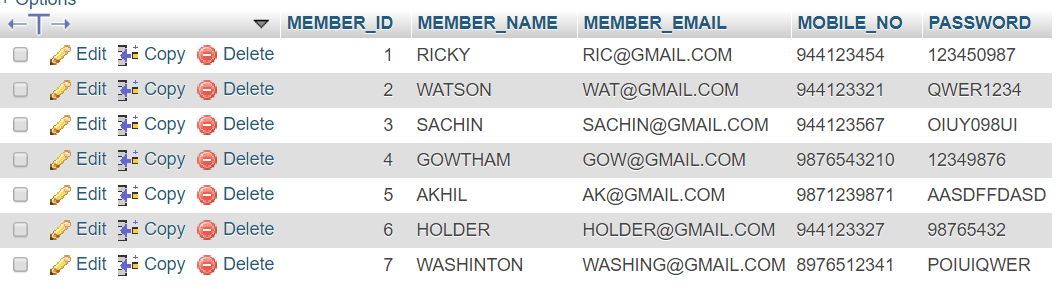 Options
MEMBER_ID MEMBER_NAME MEMBER_EMAIL MOBILE_NO PASSWORD
Edit Copy Delete 1 RICKY RIC@GMAIL.COM 944123454 123450987
Edit Copy Delete 2 WATSON WAT@GMAIL.COM 944123321 QWER1234
Edit Copy Delete 3 SACHIN SACHIN@GMAIL.COM 944123567 OIUY098UI
Edit Copy Delete 4 GOWTHAM GOW@GMAIL.COM 9876543210 12349876
Edit Copy Delete 5 AKHIL AK@GMAIL.COM 9871239871 AASDFFDASD
Edit Copy Delete 6 HOLDER HOLDER@GMAIL.COM 944123327 98765432
Edit Copy Delete 7 WASHINTON WASHING@GMAIL.COM 8976512341 POIUIQWER